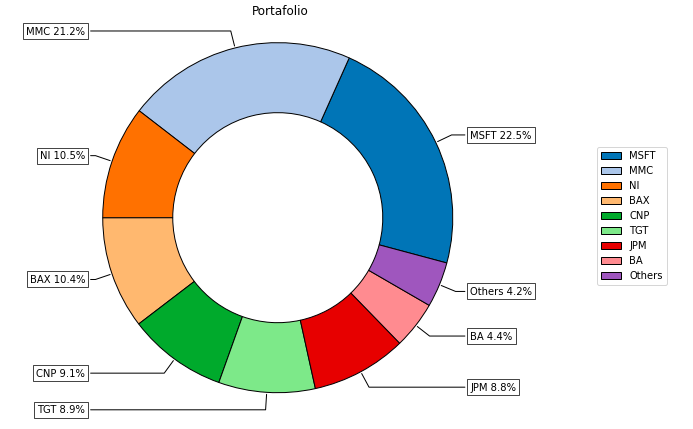 Portafolio
MMC 21.2%
MSFT 22.5%
NI 10.5%
BAX 10.4%
Others 4.2%
BA 4.4%
CNP 9.1%
JPM 8.8%
TGT 8.9%
MSFT
MMC
NI
BAX
CNP
TGT
JPM
BA
Others